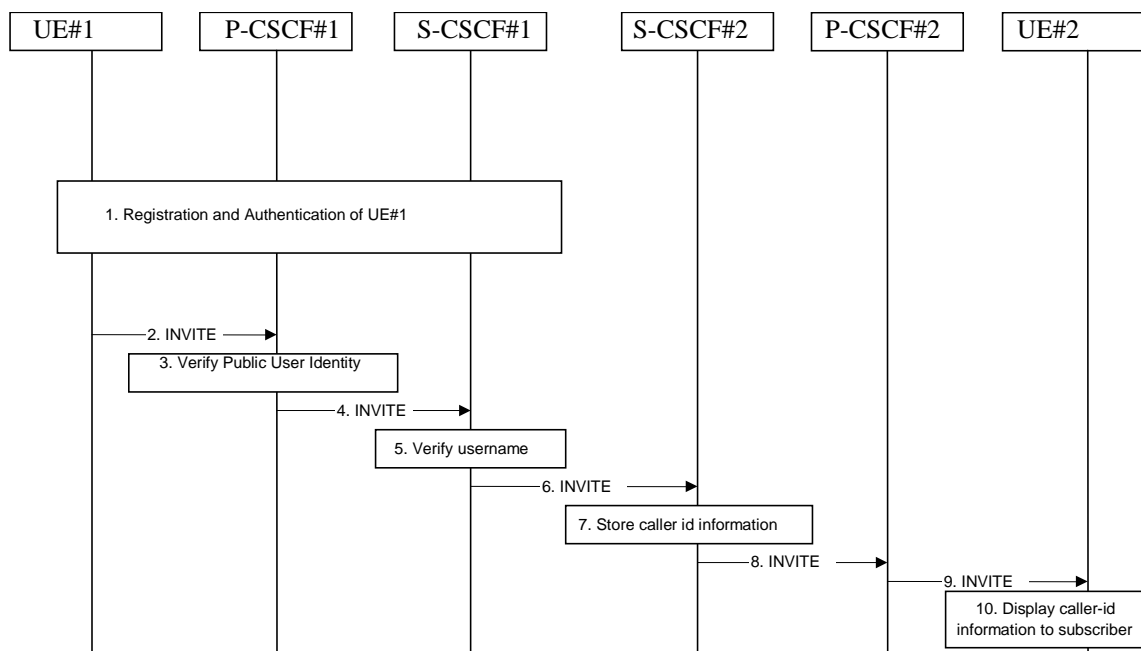 UE#1
P-CSCF#1
S-CSCF#1
S-CSCF#2
P-CSCF#2
UE#2
1. Registration and Authentication of UE#1
2. INVITE
3. Verify Public User Identity
4. INVITE
5. Verify username
6. INVITE
7. Store caller id information
8. INVITE
9. INVITE
10. Display caller-id
information to subscriber